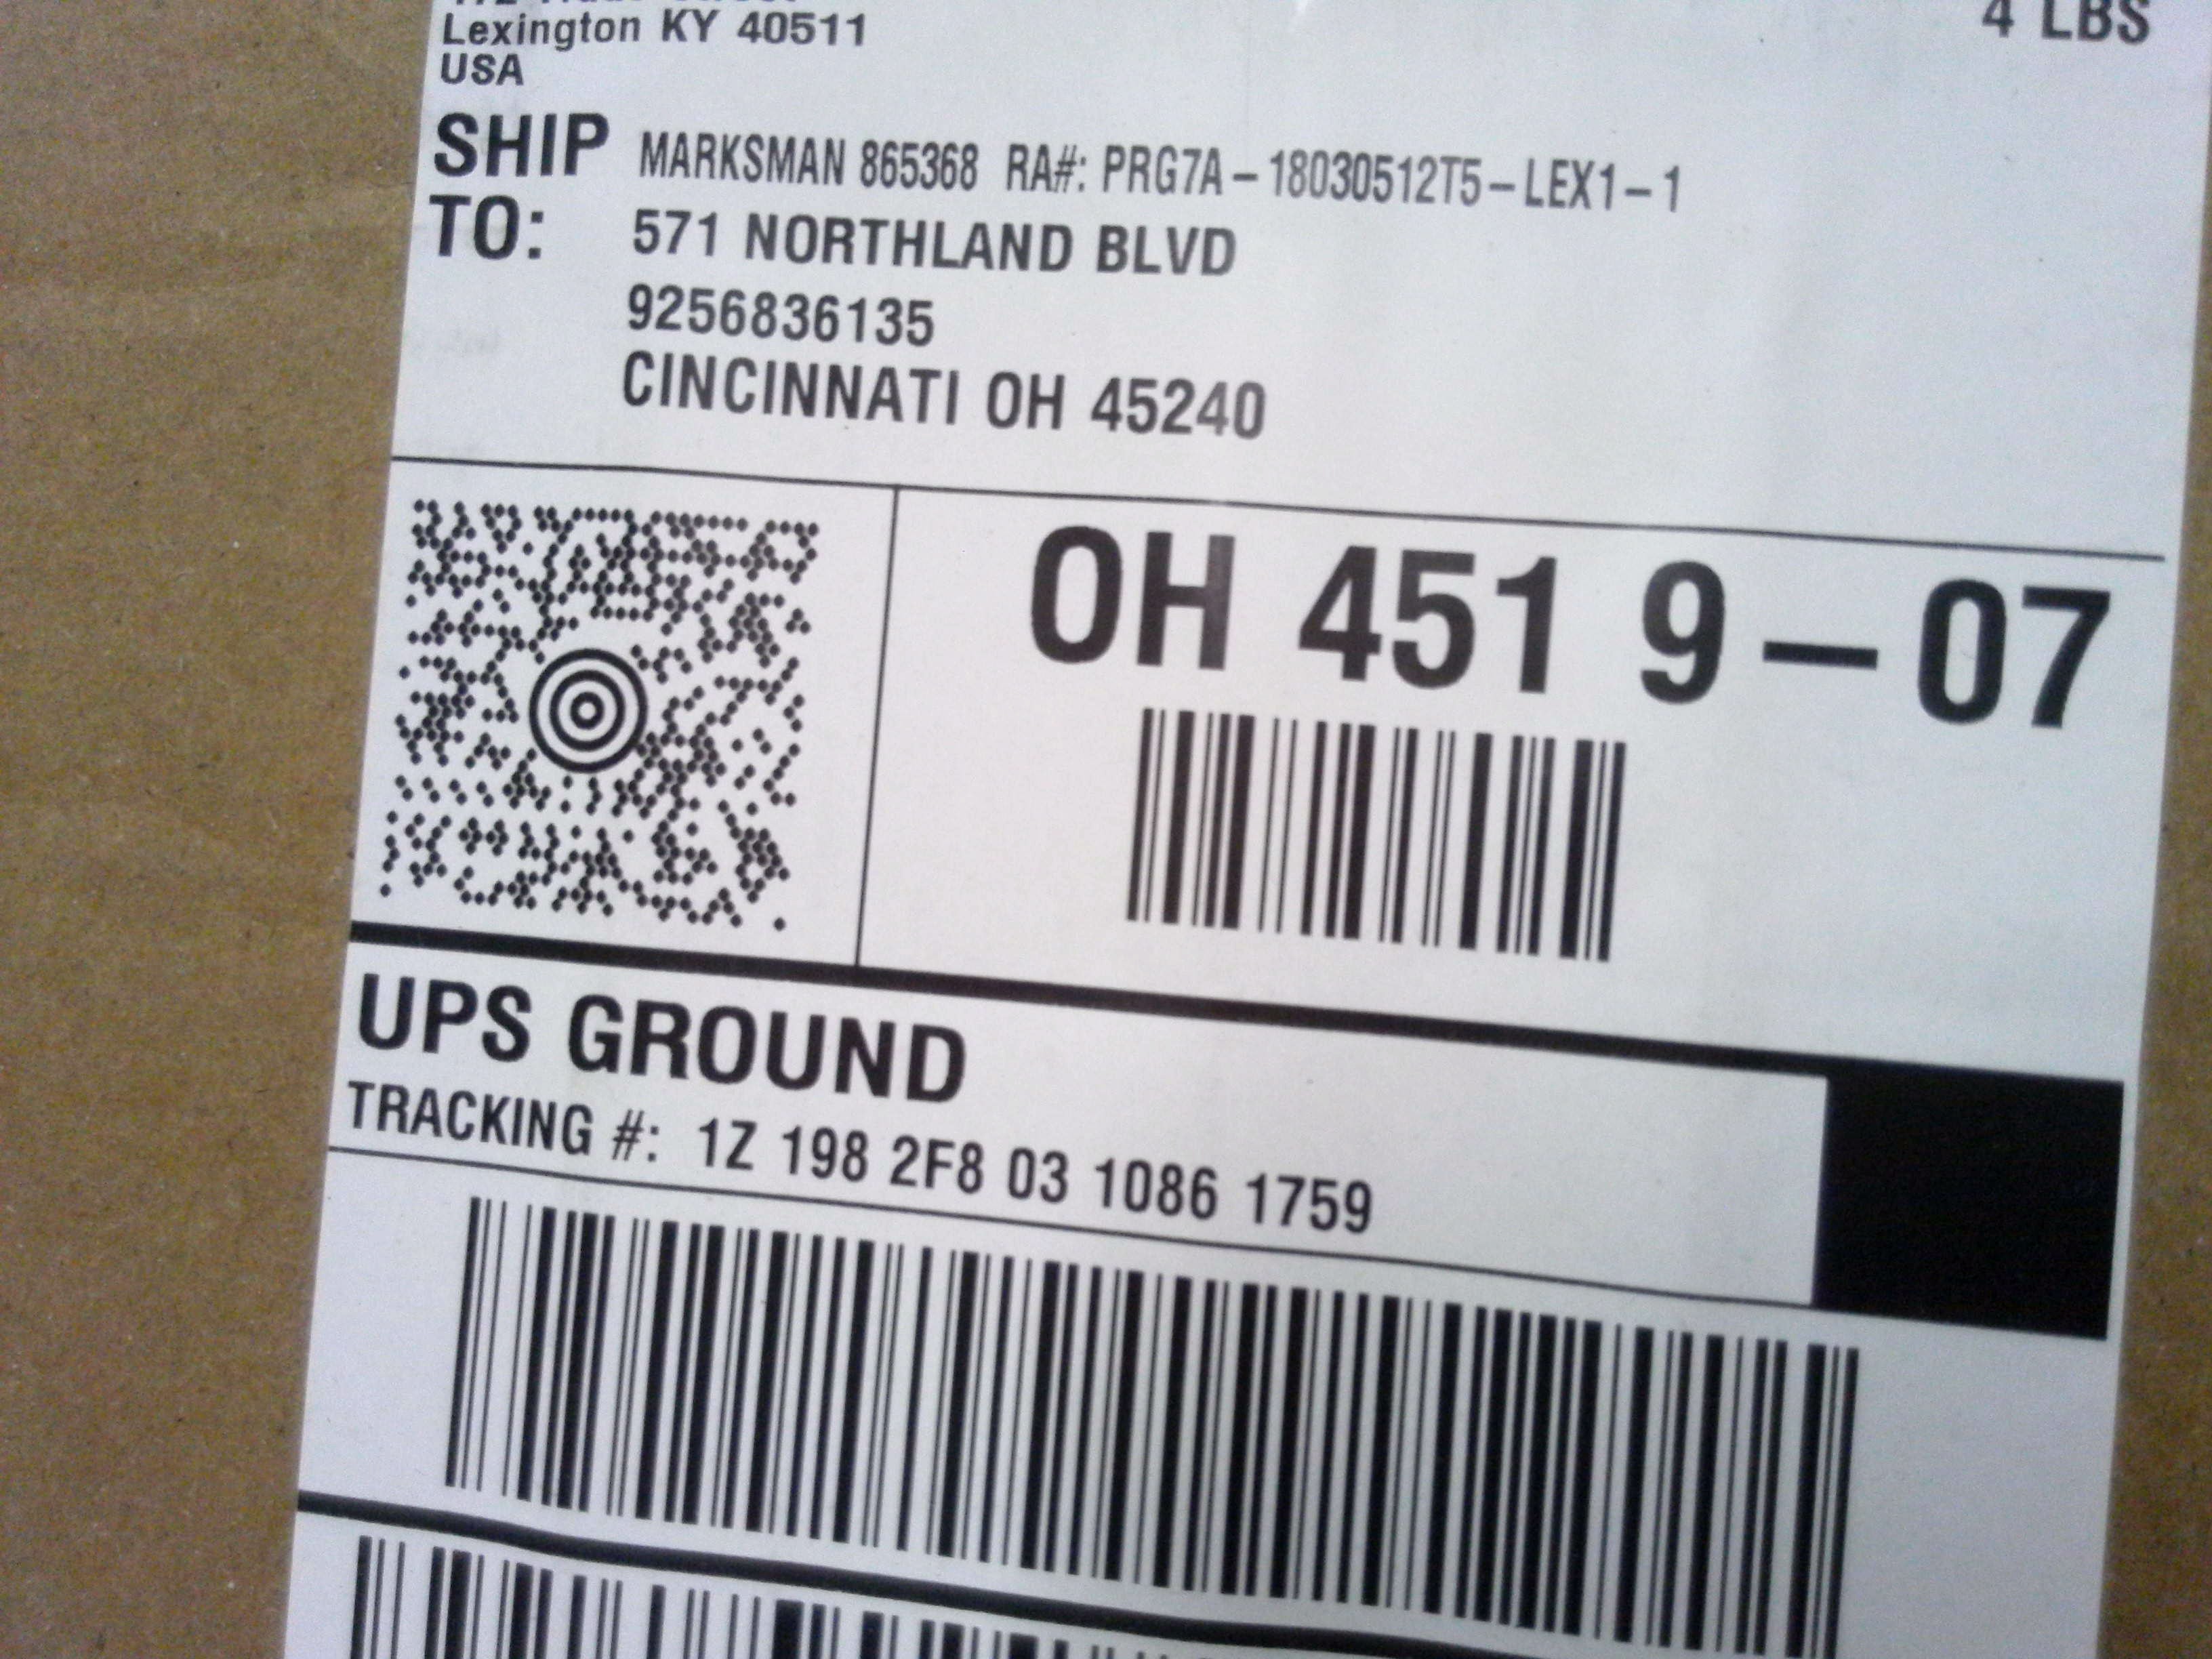 Lexington KY 40511
4 LBS
USA
SHIP TO:
MARKSMAN 865368 RA#: PRG7A-18030512T5-LEX1-1
571 NORTHLAND BLVD
9256836135
CINCINNATI OH 45240
OH 451 9-07
UPS GROUND
TRACKING #: 1Z 198 2F8 03 1086 1759